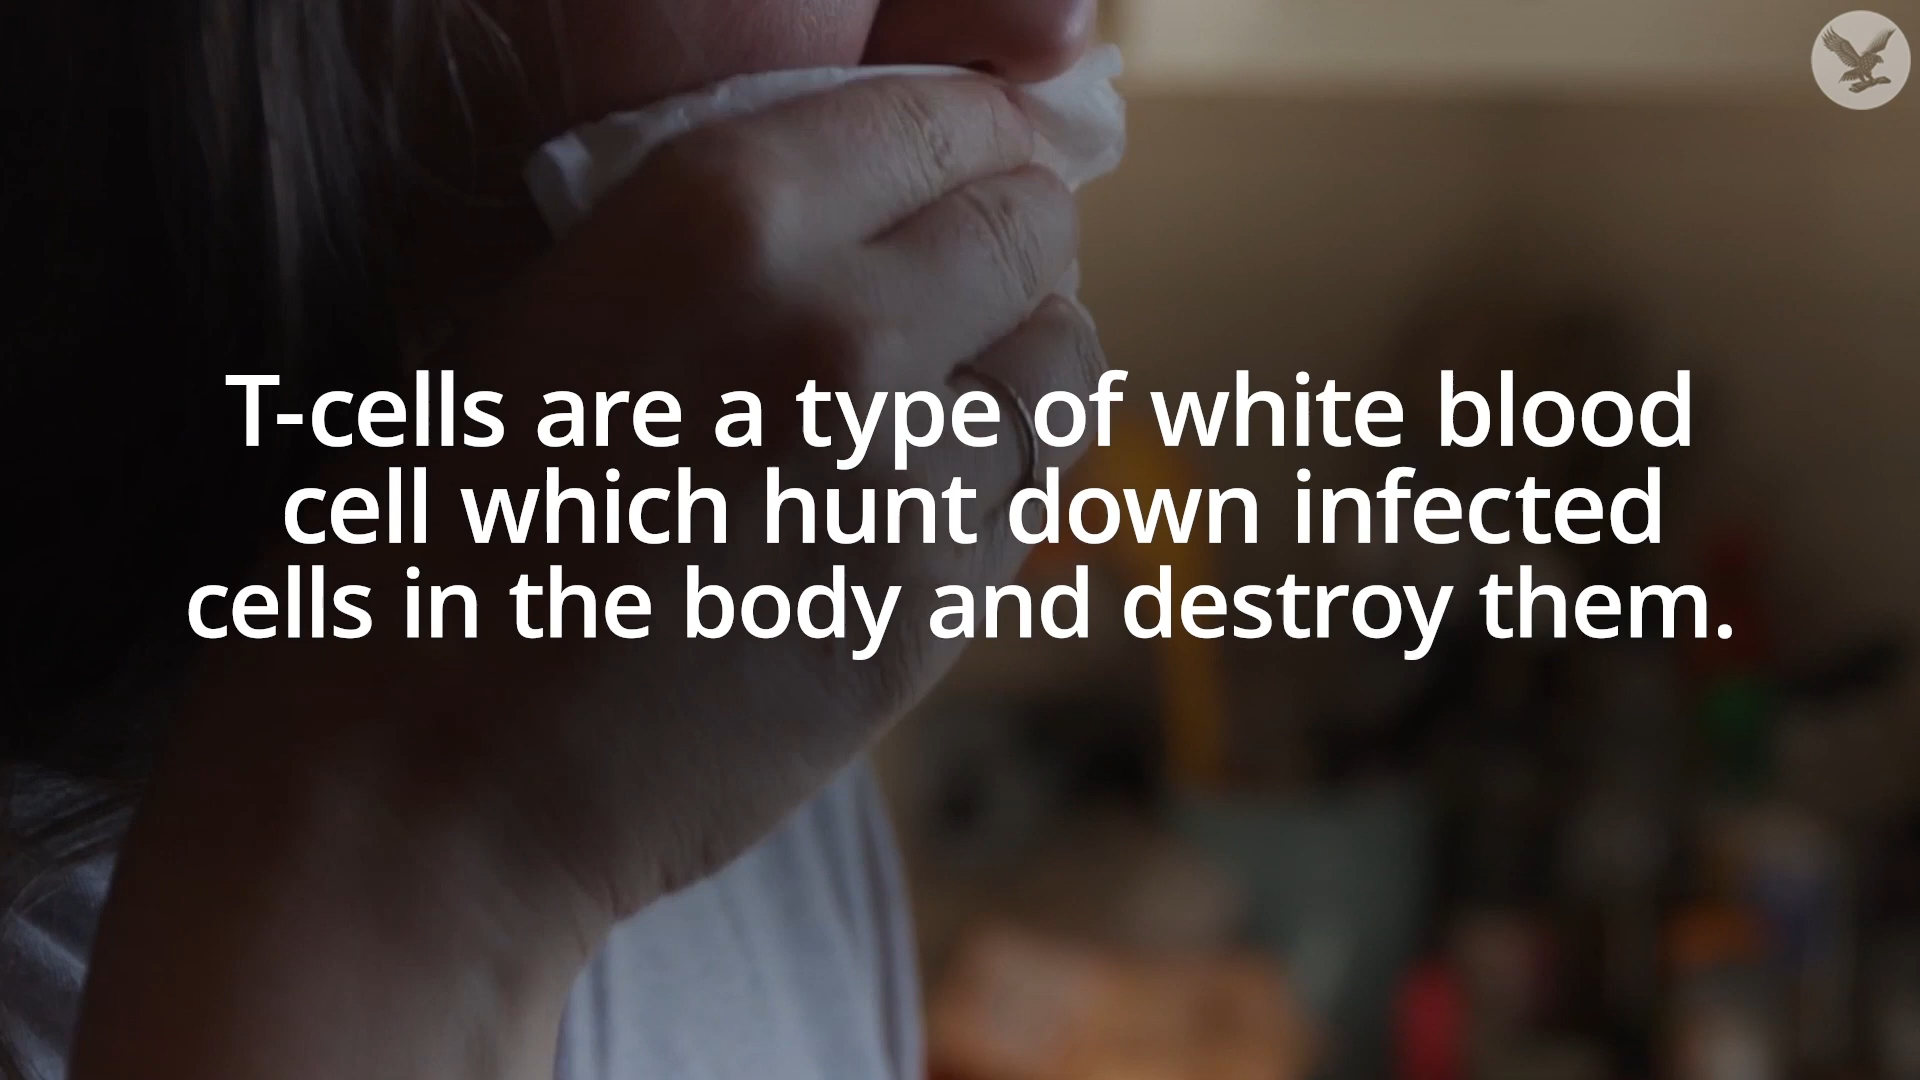 T-cells are a type of white blood
cell which hunt down infected
cells in the body and destroy them.